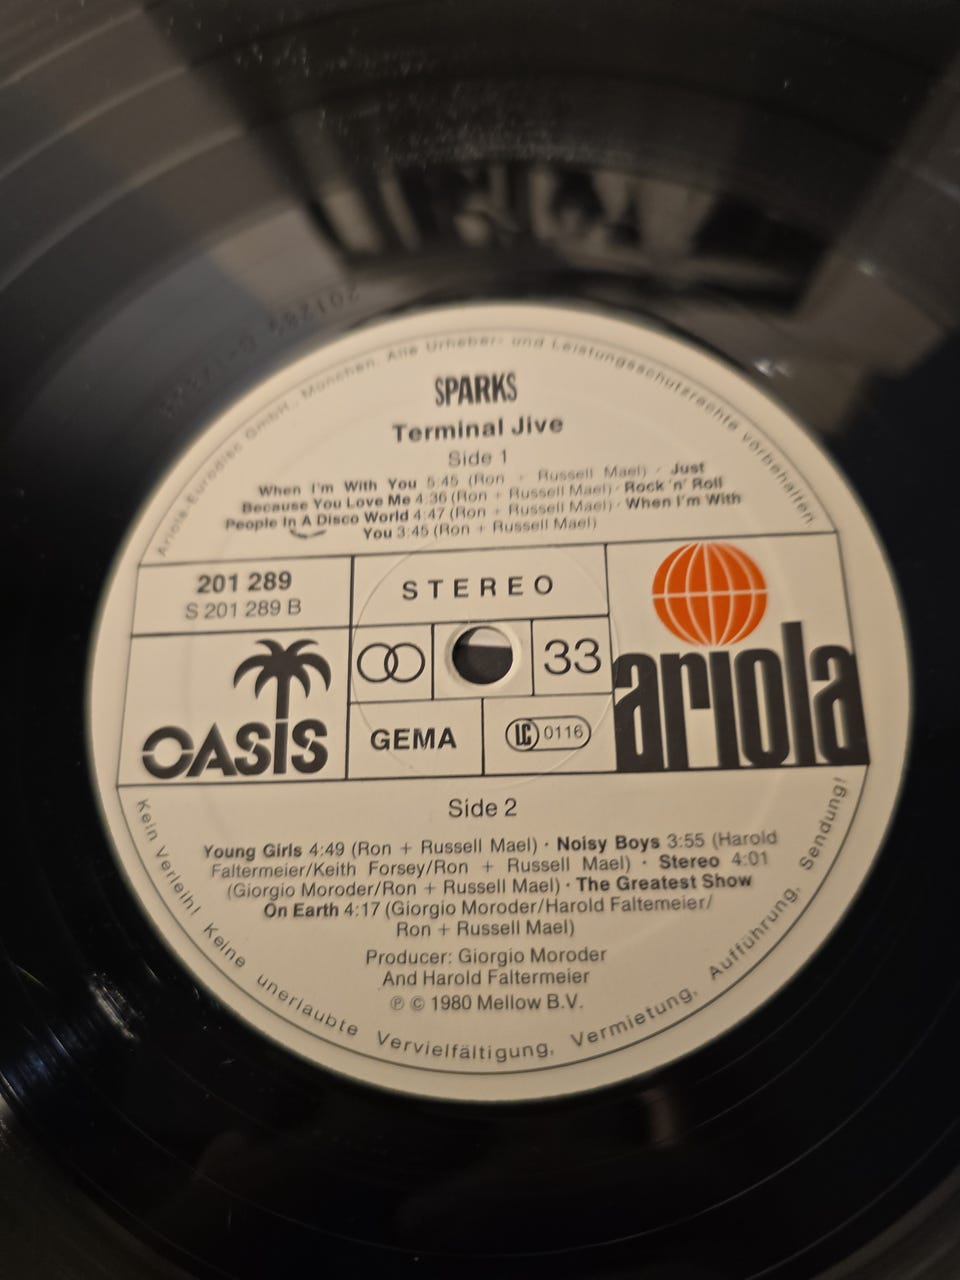 Ariola-Eurodisc GmbH., München. Alle Urheber- und Leistungsschutzrechte vorbehalten.
SPARKS
Terminal Jive
Side 1
When I'm With You 5:45 (Ron + Russell Mael) · Just
Because You Love Me 4:36 (Ron + Russell Mael) · Rock 'n' Roll
People In A Disco World 4:47 (Ron + Russell Mael) · When I'm With
You 3:45 (Ron + Russell Mael)
201 289
S 201 289 B
STEREO
33
OASIS
GEMA
LC 0116
ariola
Side 2
Young Girls 4:49 (Ron + Russell Mael) · Noisy Boys 3:55 (Harold
Faltermeier/Keith Forsey/Ron + Russell Mael) · Stereo 4:01
(Giorgio Moroder/Ron + Russell Mael) · The Greatest Show
On Earth 4:17 (Giorgio Moroder/Harold Faltemeier/
Ron + Russell Mael)
Producer: Giorgio Moroder
And Harold Faltermeier
℗ © 1980 Mellow B.V.
Kein Verleih! Keine unerlaubte Vervielfältigung, Vermietung, Aufführung, Sendung!